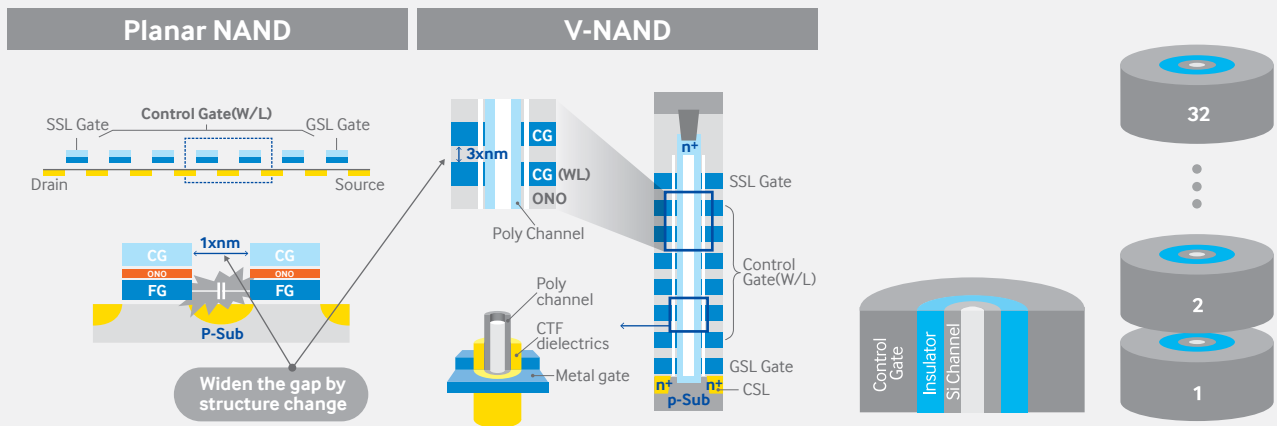 Planar NAND
V-NAND
Control Gate(W/L)
SSL Gate
GSL Gate
Drain
Source
1xnm
CG
CG
ONO
ONO
FG
FG
P-Sub
Widen the gap by
structure change
CG
3xnm
CG (WL)
ONO
Poly Channel
Poly
channel
CTF
dielectrics
Metal gate
n+
SSL Gate
Control
Gate(W/L)
GSL Gate
n+
n+
CSL
p-Sub
Control
Gate
Insulator
Si Channel
32
2
1